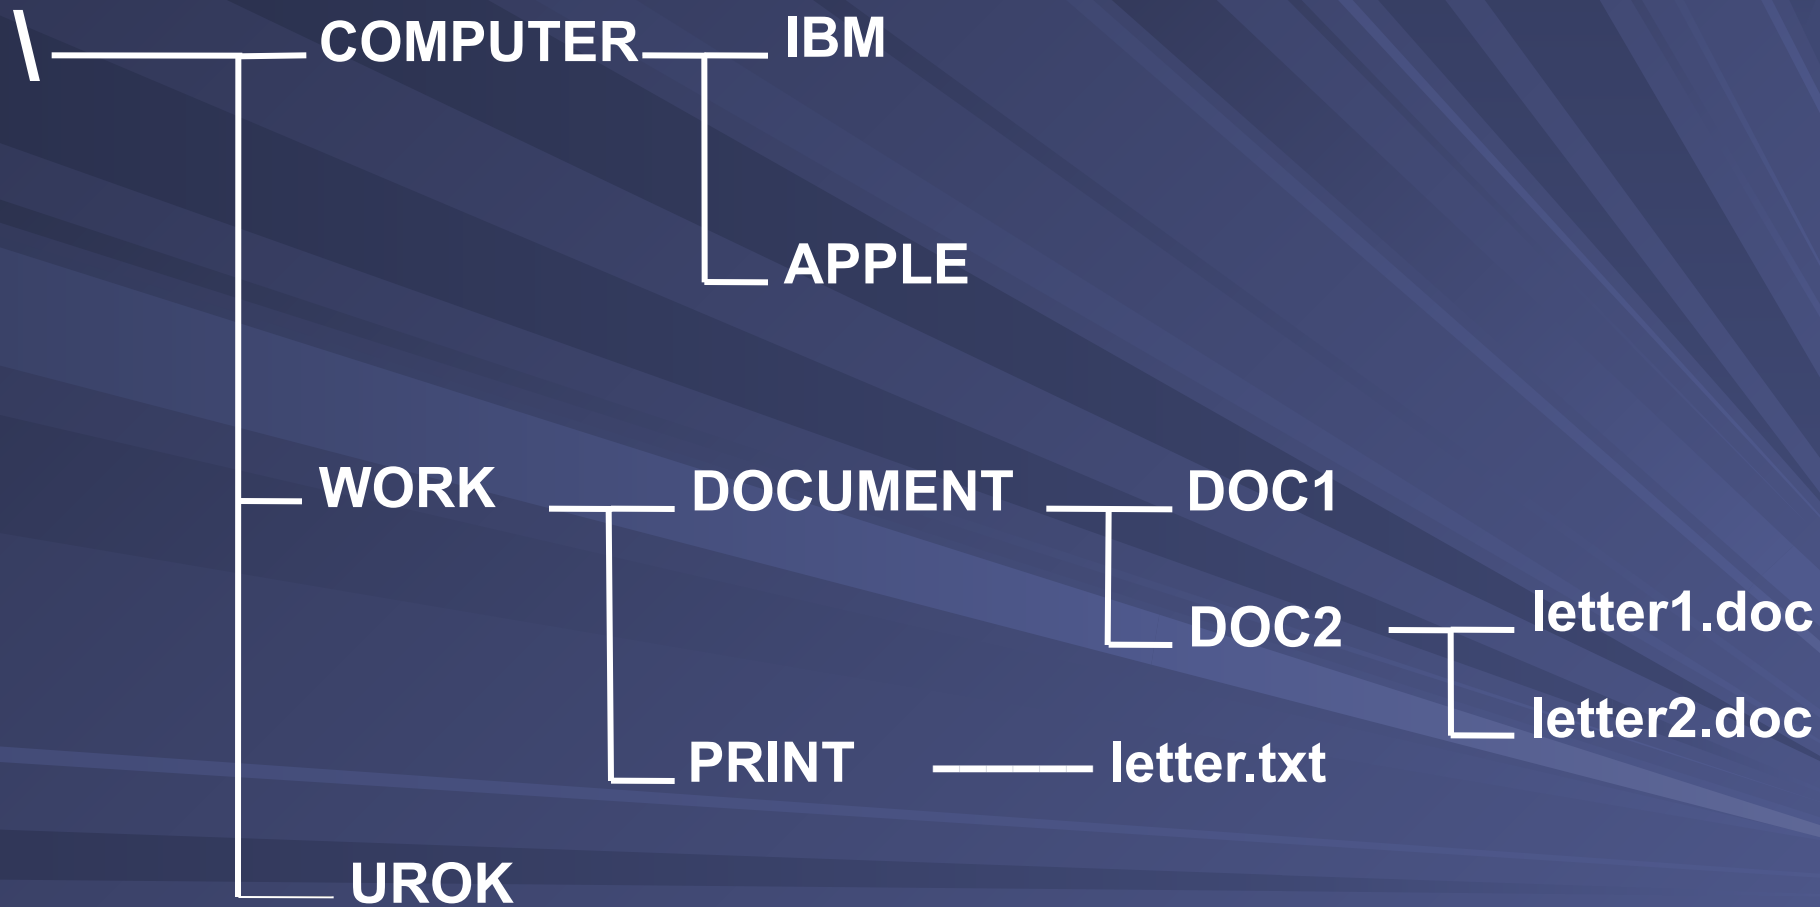 \
COMPUTER
IBM
APPLE
WORK
DOCUMENT
DOC1
DOC2
letter1.doc
letter2.doc
PRINT
letter.txt
UROK